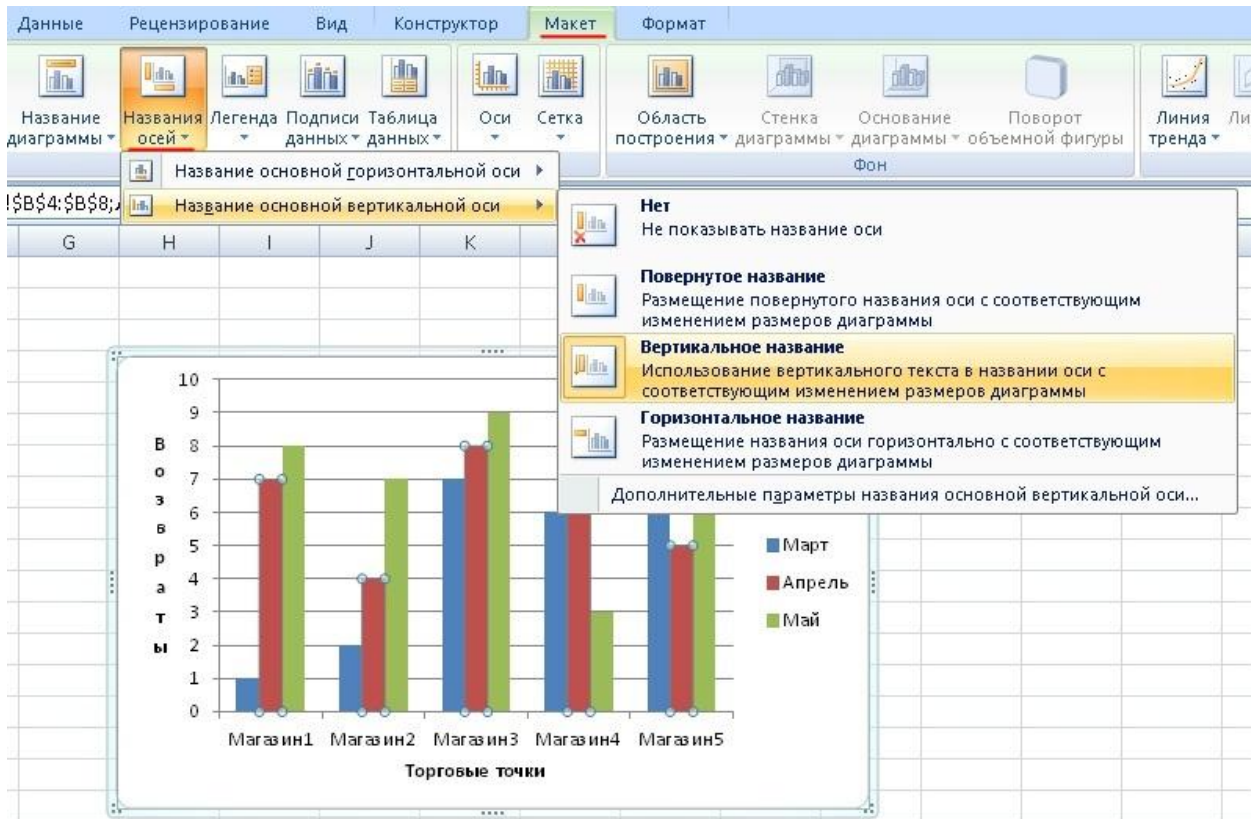 Данные Рецензирование Вид Конструктор Макет Формат
Название диаграммы
Названия осей
Легенда
Подписи данных
Таблица данных
Оси
Сетка
Область построения
Стенка диаграммы
Основание диаграммы
Поворот объемной фигуры
Линия тренда
Ли
Фон
Название основной горизонтальной оси
!$B$4:$B$8;
Название основной вертикальной оси
G H I J K
Нет
Не показывать название оси
Повернутое название
Размещение повернутого названия оси с соответствующим
изменением размеров диаграммы
Вертикальное название
Использование вертикального текста в названии оси с
соответствующим изменением размеров диаграммы
Горизонтальное название
Размещение названия оси горизонтально с соответствующим
изменением размеров диаграммы
Дополнительные параметры названия основной вертикальной оси...
Возвраты
10
9
8
7
6
5
4
3
2
1
0
Март
Апрель
Май
Магазин1 Магазин2 Магазин3 Магазин4 Магазин5
Торговые точки